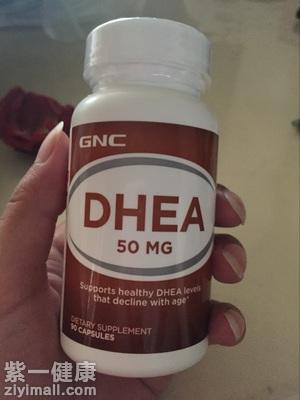 GNC
DHEA
50 MG
Supports healthy DHEA levels
that decline with age*
DIETARY SUPPLEMENT
90 CAPSULES
紫一健康
ziyimall.com